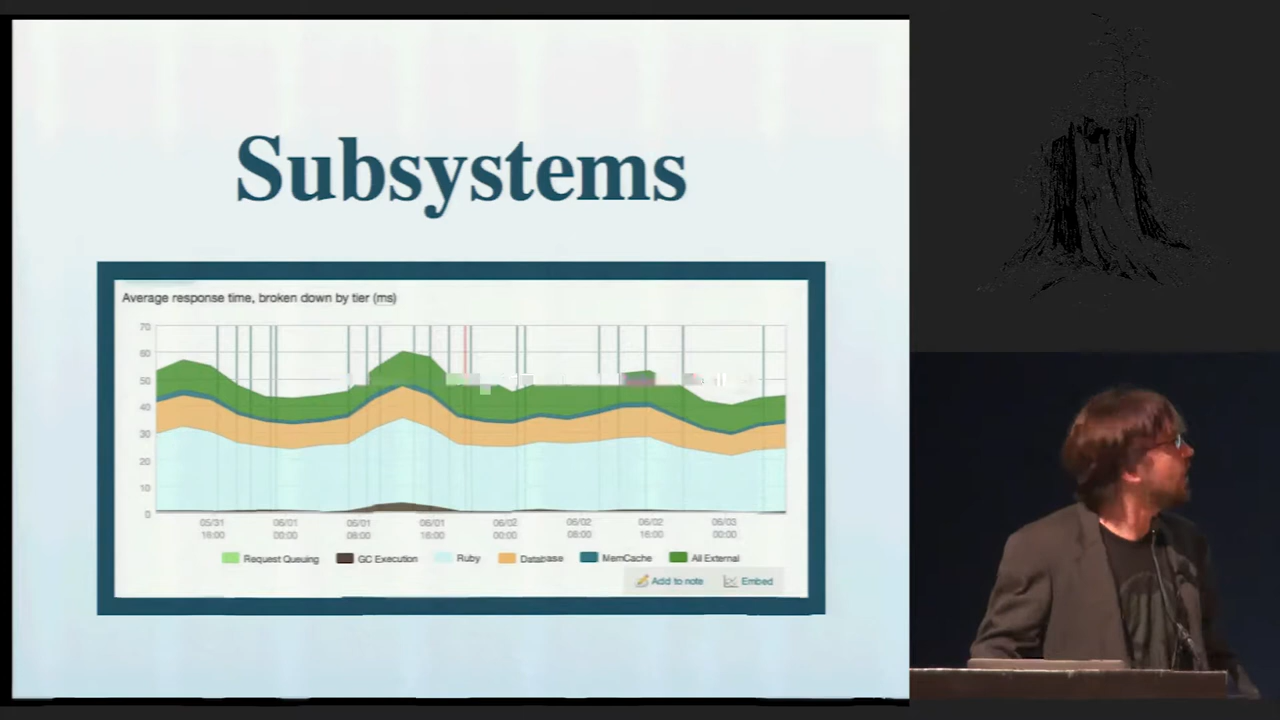 Subsystems
Average response time, broken down by tier (ms)
70
60
50
40
30
20
10
0
05/31 06/01 06/01 06/01 06/02 06/02 06/02 06/03
16:00 00:00 08:00 16:00 00:00 08:00 16:00 00:00
Request Queuing GC Execution Ruby Database MemCache All External
Add to note Embed